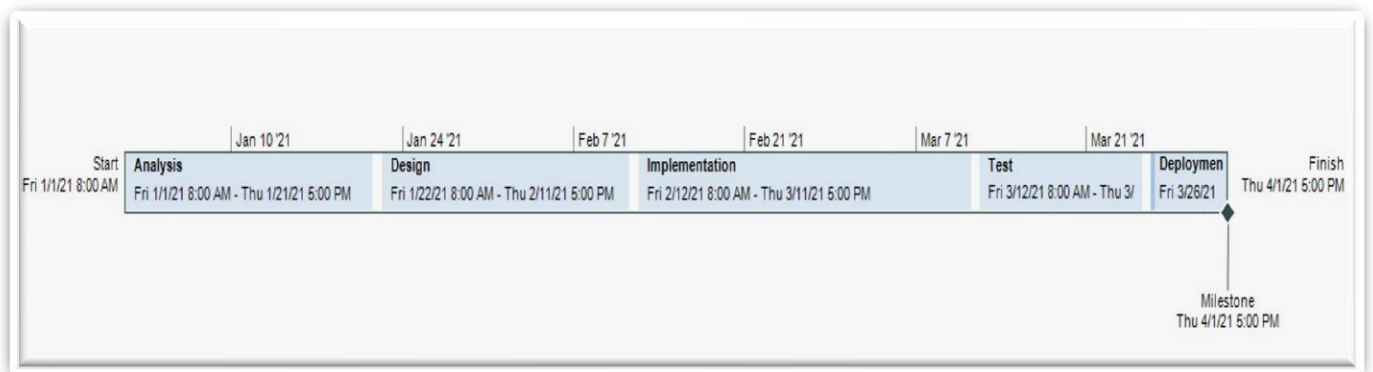 Jan 10 '21
Jan 24 '21
Feb 7 '21
Feb 21 '21
Mar 7 '21
Mar 21 '21
Start
Fri 1/1/21 8:00 AM
Analysis
Fri 1/1/21 8:00 AM - Thu 1/21/21 5:00 PM
Design
Fri 1/22/21 8:00 AM - Thu 2/11/21 5:00 PM
Implementation
Fri 2/12/21 8:00 AM - Thu 3/11/21 5:00 PM
Test
Fri 3/12/21 8:00 AM - Thu 3/
Deploymen
Fri 3/26/21
Finish
Thu 4/1/21 5:00 PM
Milestone
Thu 4/1/21 5:00 PM